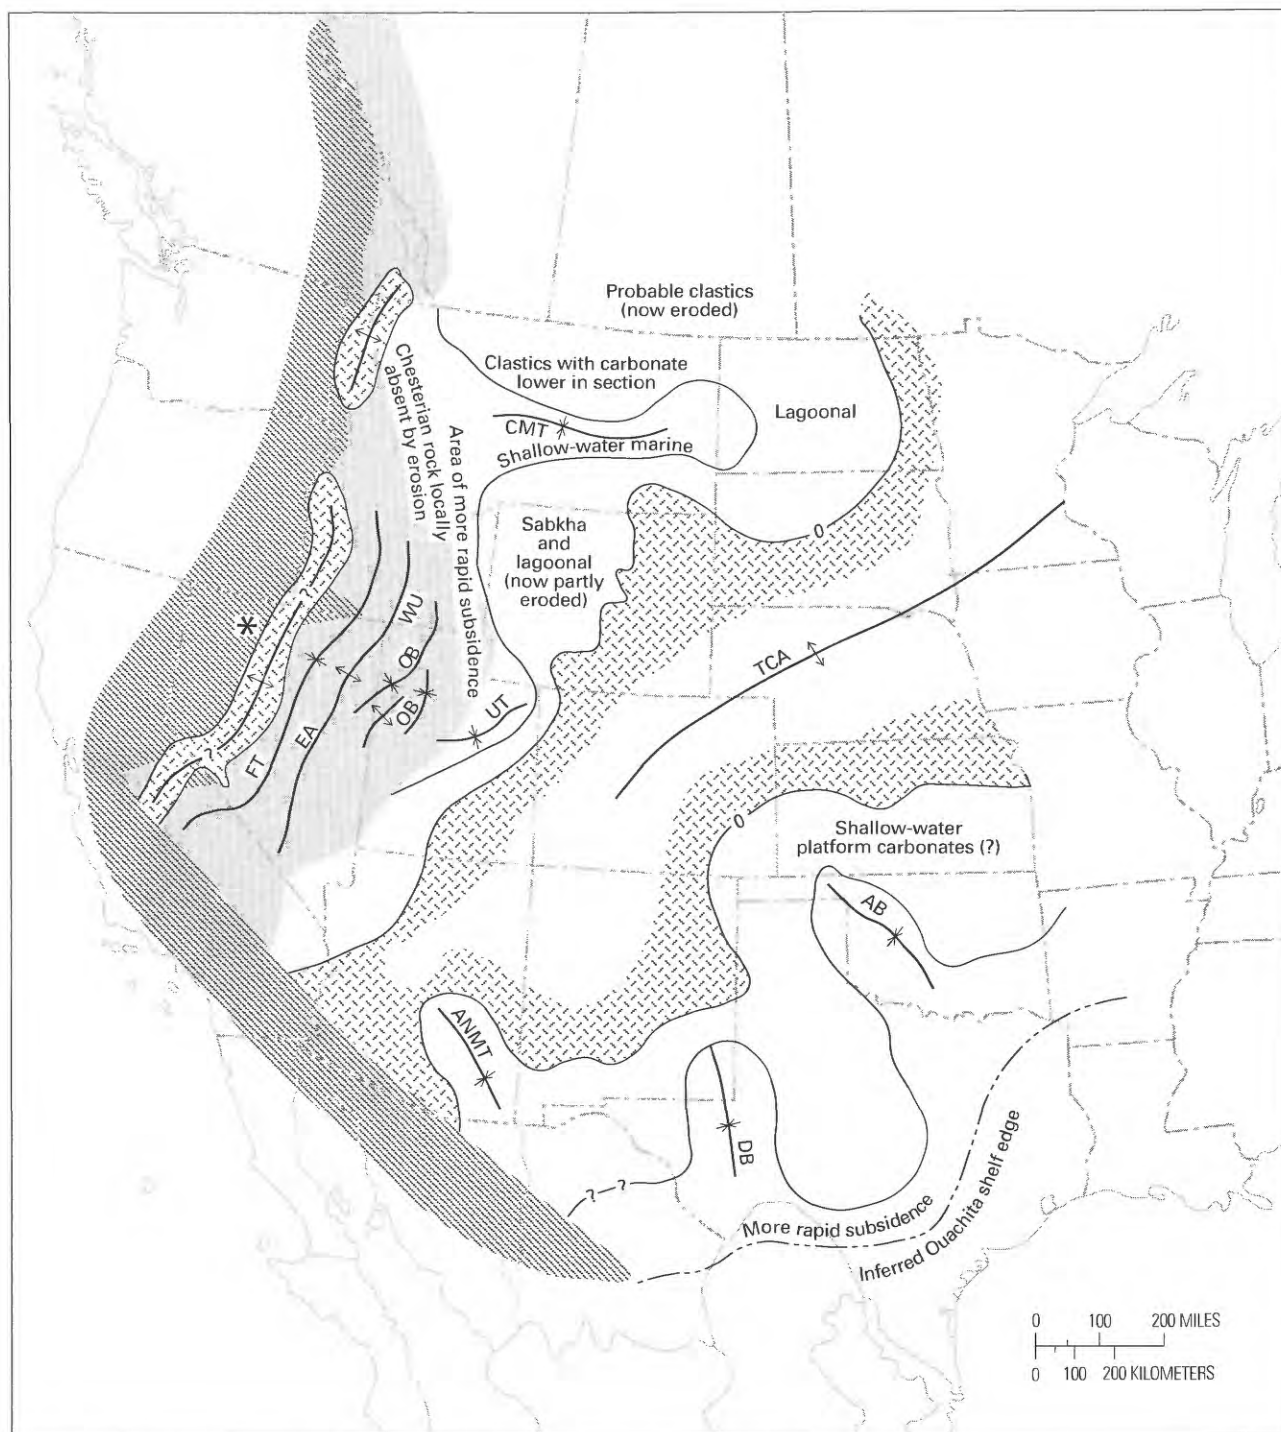 Probable clastics
(now eroded)
Clastics with carbonate
lower in section
Lagoonal
CMT
Shallow-water marine
Chesterian rock locally
absent by erosion
Area of more rapid subsidence
Sabkha
and
lagoonal
(now partly
eroded)
0
?
*
WU
OB
OB
UT
TCA
?
FT
EA
0
Shallow-water
platform carbonates (?)
AB
ANMT
DB
?
?
More rapid subsidence
Inferred Ouachita shelf edge
0 100 200 MILES
0 100 200 KILOMETERS